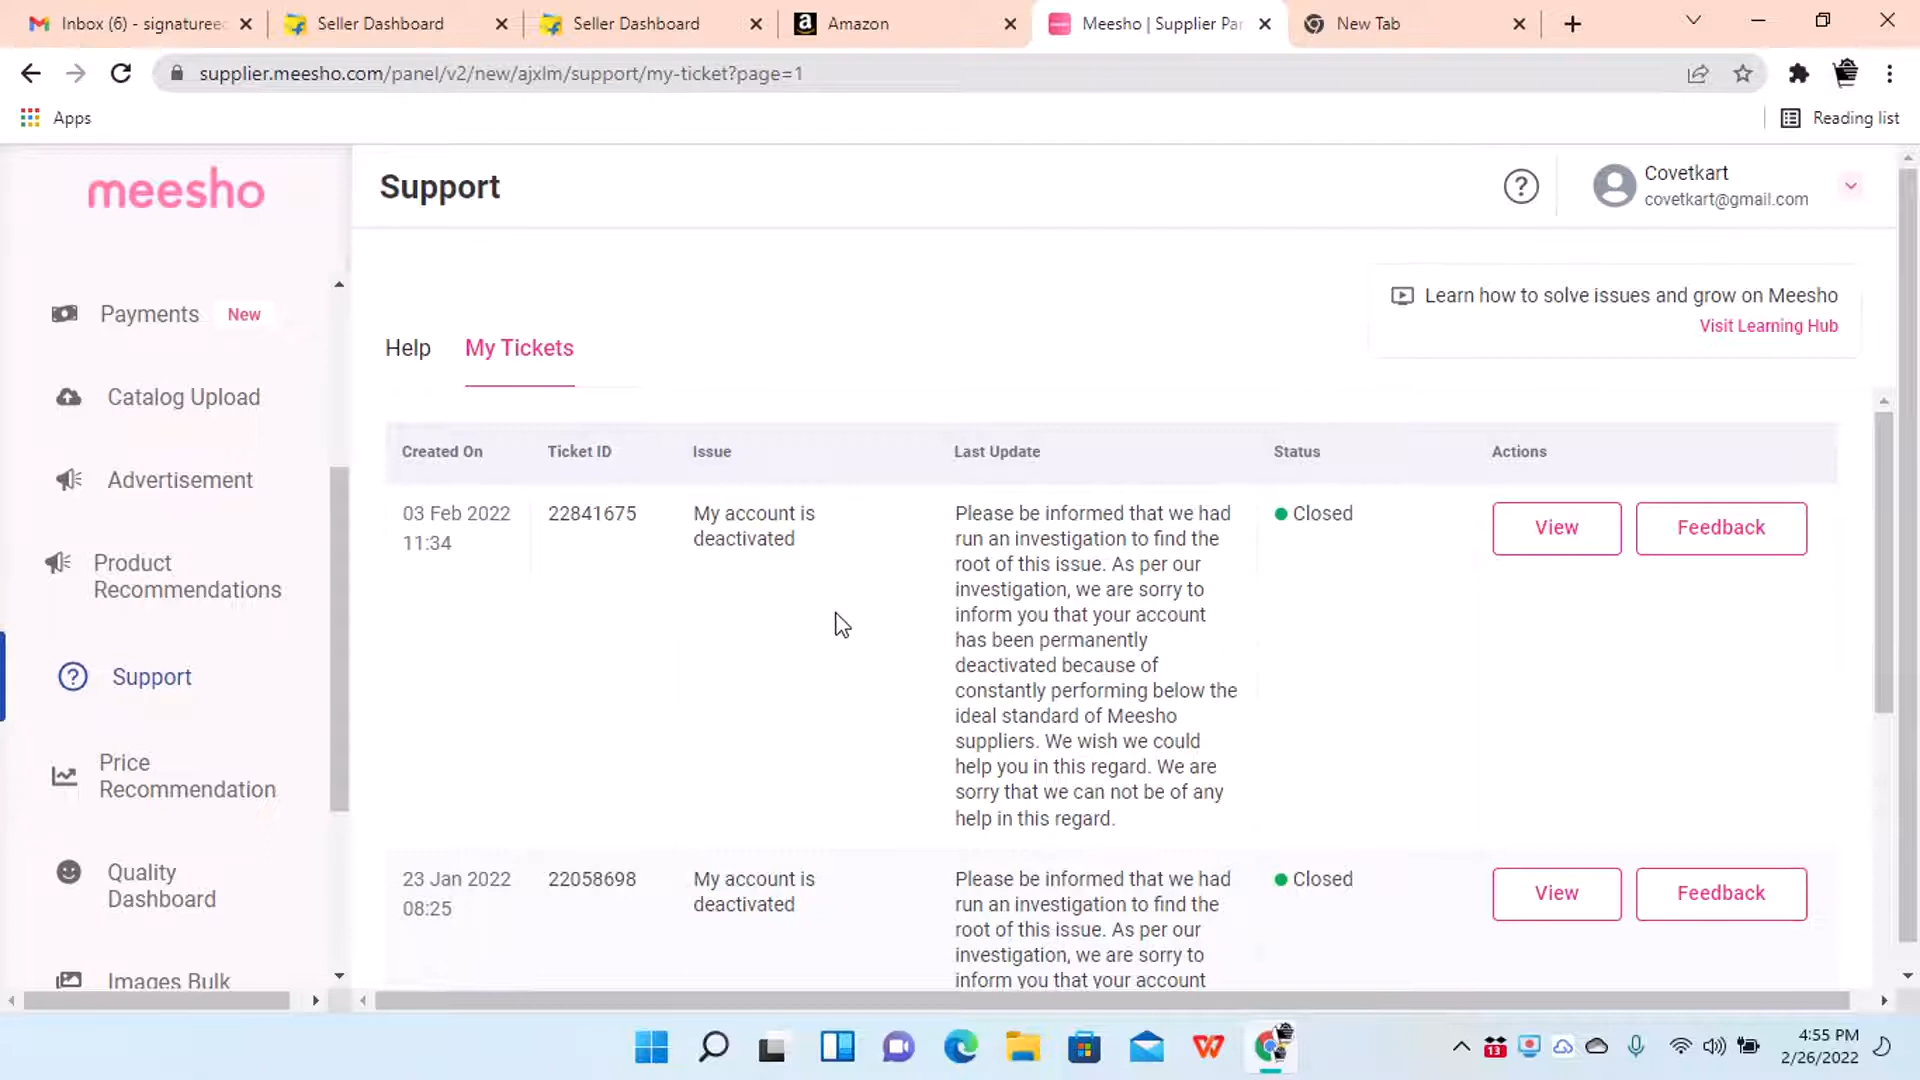 Inbox (6) - signatureec
Seller Dashboard
Seller Dashboard
Amazon
Meesho | Supplier Par
New Tab
supplier.meesho.com/panel/v2/new/ajxlm/support/my-ticket?page=1
Apps
Reading list
meesho
Support
Covetkart
covetkart@gmail.com
Learn how to solve issues and grow on Meesho
Visit Learning Hub
Payments New
Catalog Upload
Advertisement
Product
Recommendations
Support
Price
Recommendation
Quality
Dashboard
Images Bulk
Help My Tickets
Created On Ticket ID Issue Last Update Status Actions
03 Feb 2022
11:34
22841675
My account is
deactivated
Please be informed that we had
run an investigation to find the
root of this issue. As per our
investigation, we are sorry to
inform you that your account
has been permanently
deactivated because of
constantly performing below the
ideal standard of Meesho
suppliers. We wish we could
help you in this regard. We are
sorry that we can not be of any
help in this regard.
Closed
View Feedback
23 Jan 2022
08:25
22058698
My account is
deactivated
Please be informed that we had
run an investigation to find the
root of this issue. As per our
investigation, we are sorry to
inform you that your account
Closed
View Feedback
13
4:55 PM
2/26/2022